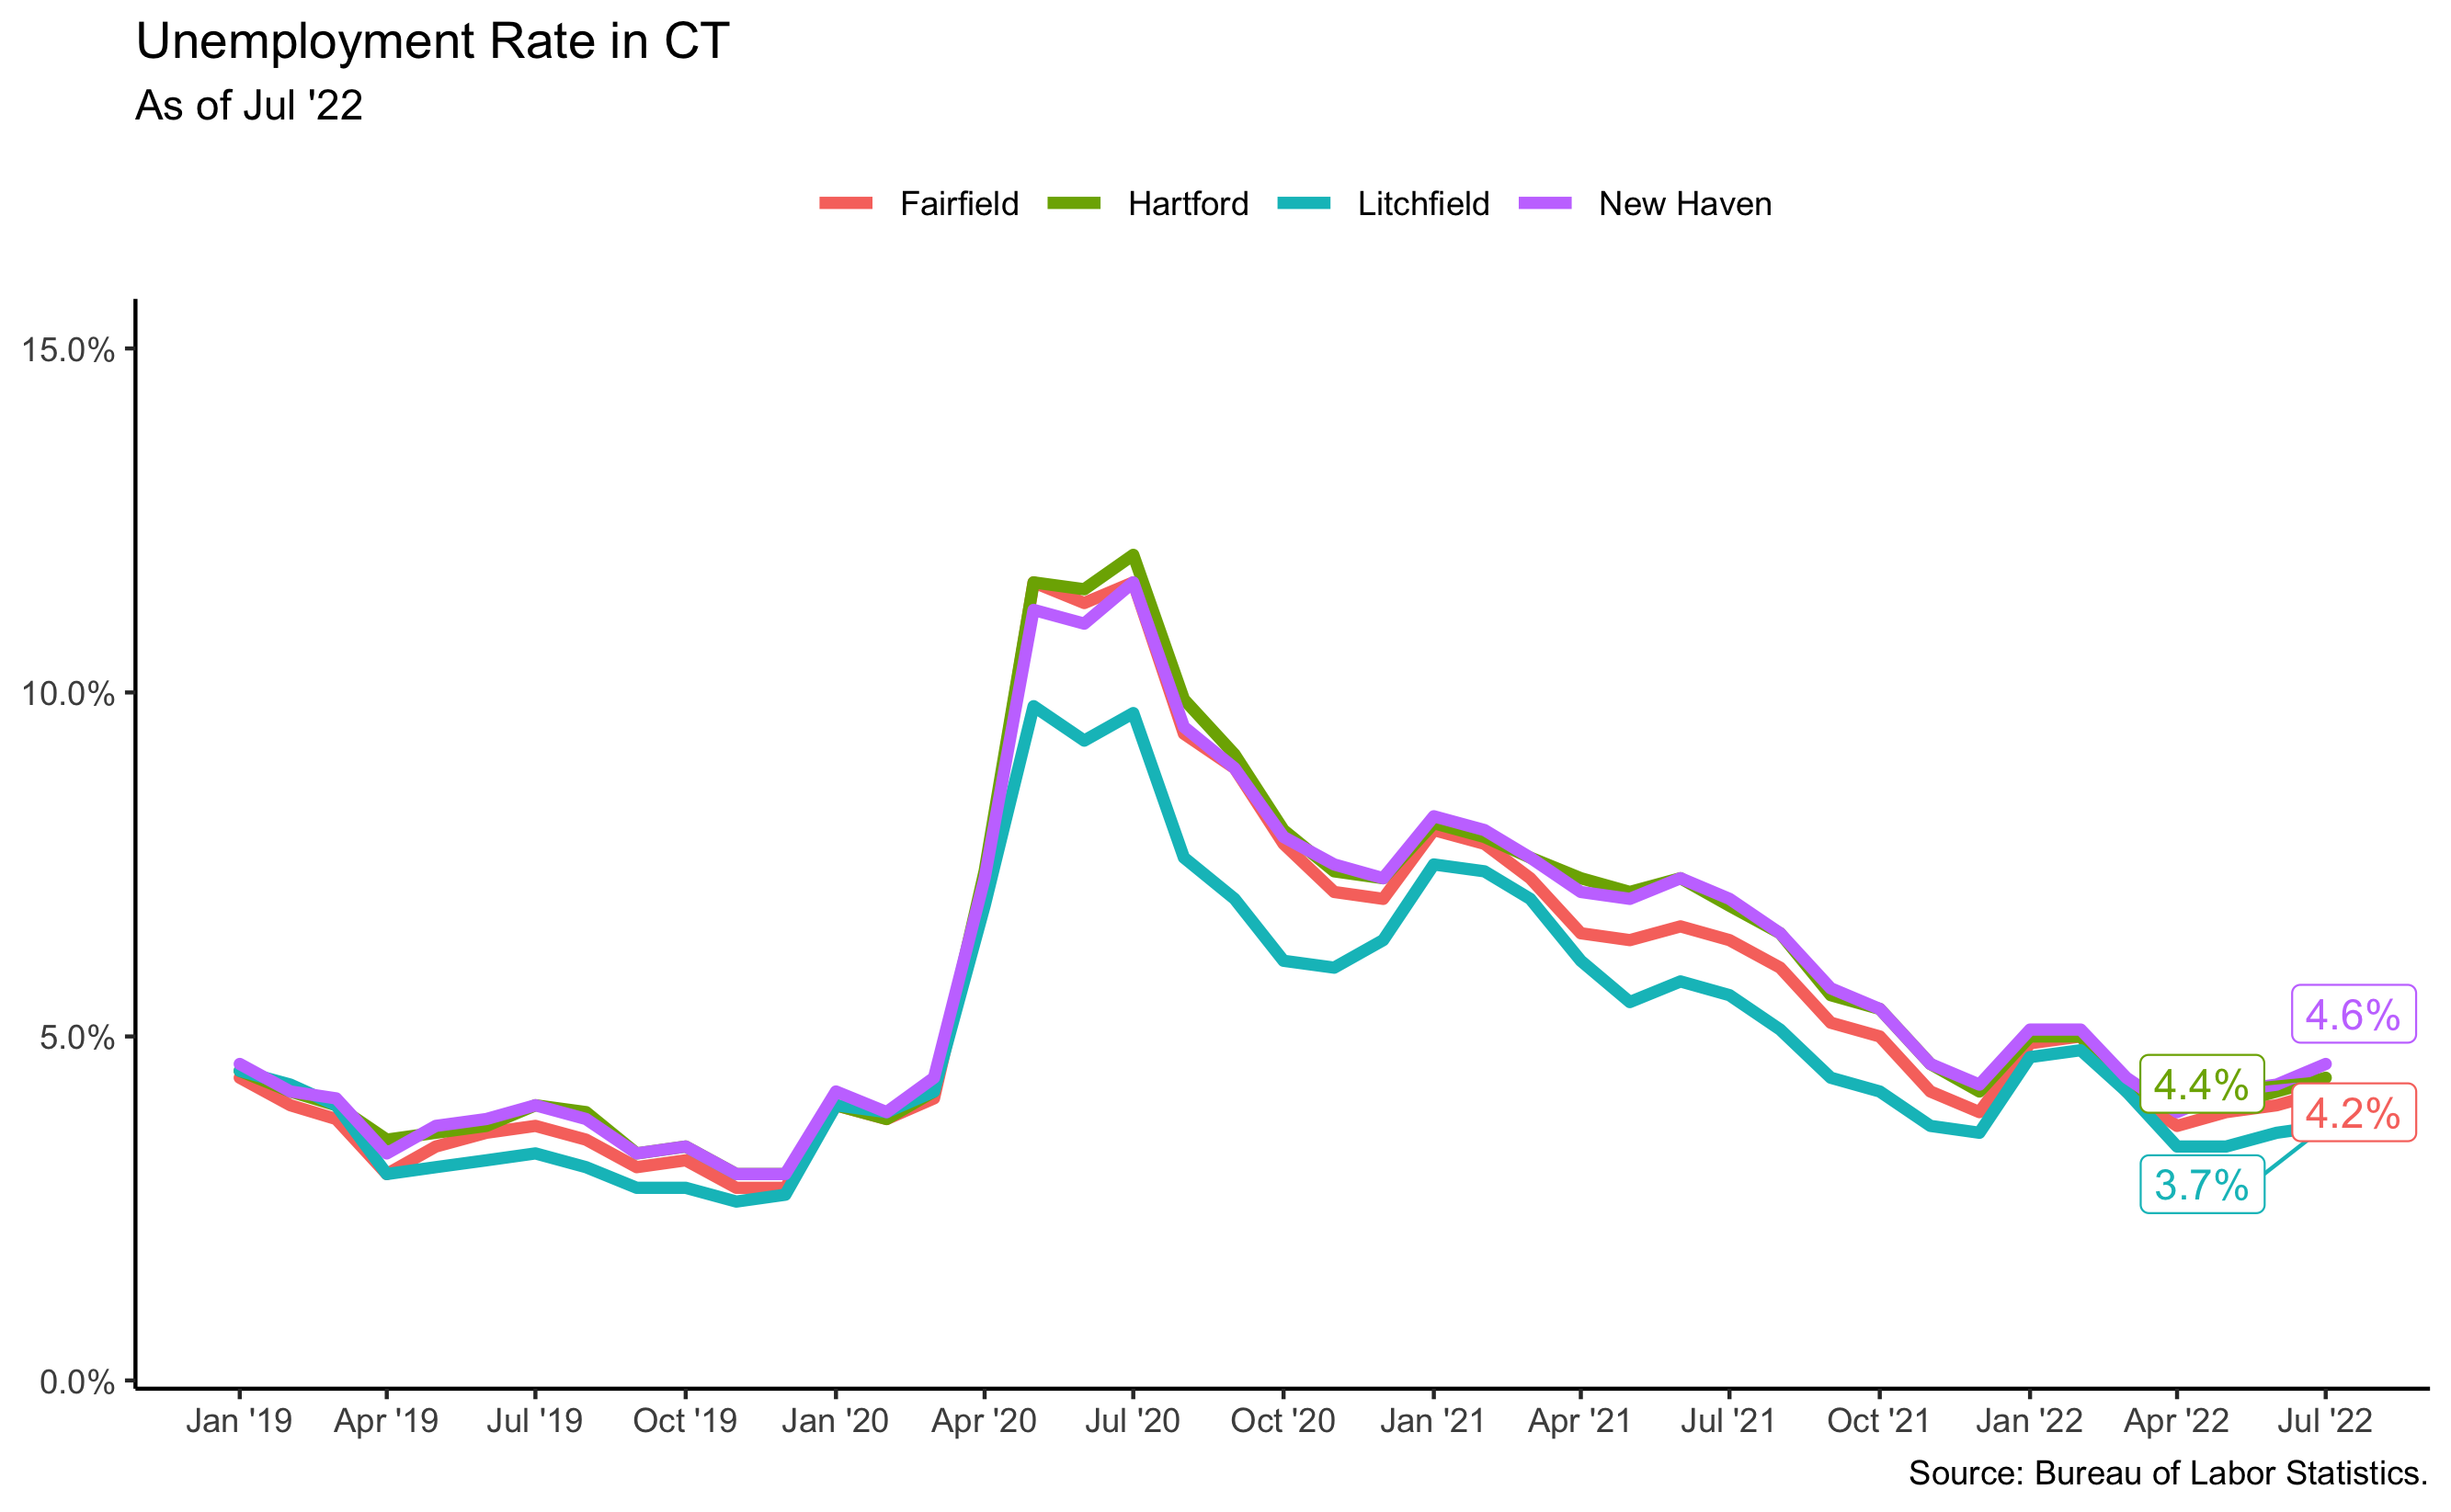 Unemployment Rate in CT
As of Jul '22
Fairfield Hartford Litchfield New Haven
15.0%
10.0%
5.0%
0.0%
4.6%
4.4%
4.2%
3.7%
Jan '19 Apr '19 Jul '19 Oct '19 Jan '20 Apr '20 Jul '20 Oct '20 Jan '21 Apr '21 Jul '21 Oct '21 Jan '22 Apr '22 Jul '22
Source: Bureau of Labor Statistics.